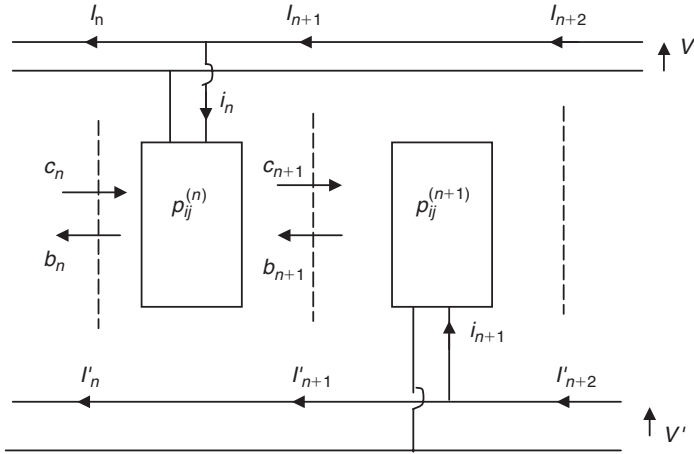 I_n I_{n+1} I_{n+2}
V
i_n
c_n c_{n+1}
p_{ij}^{(n)} p_{ij}^{(n+1)}
b_n b_{n+1}
i_{n+1}
I'_n I'_{n+1} I'_{n+2}
V'